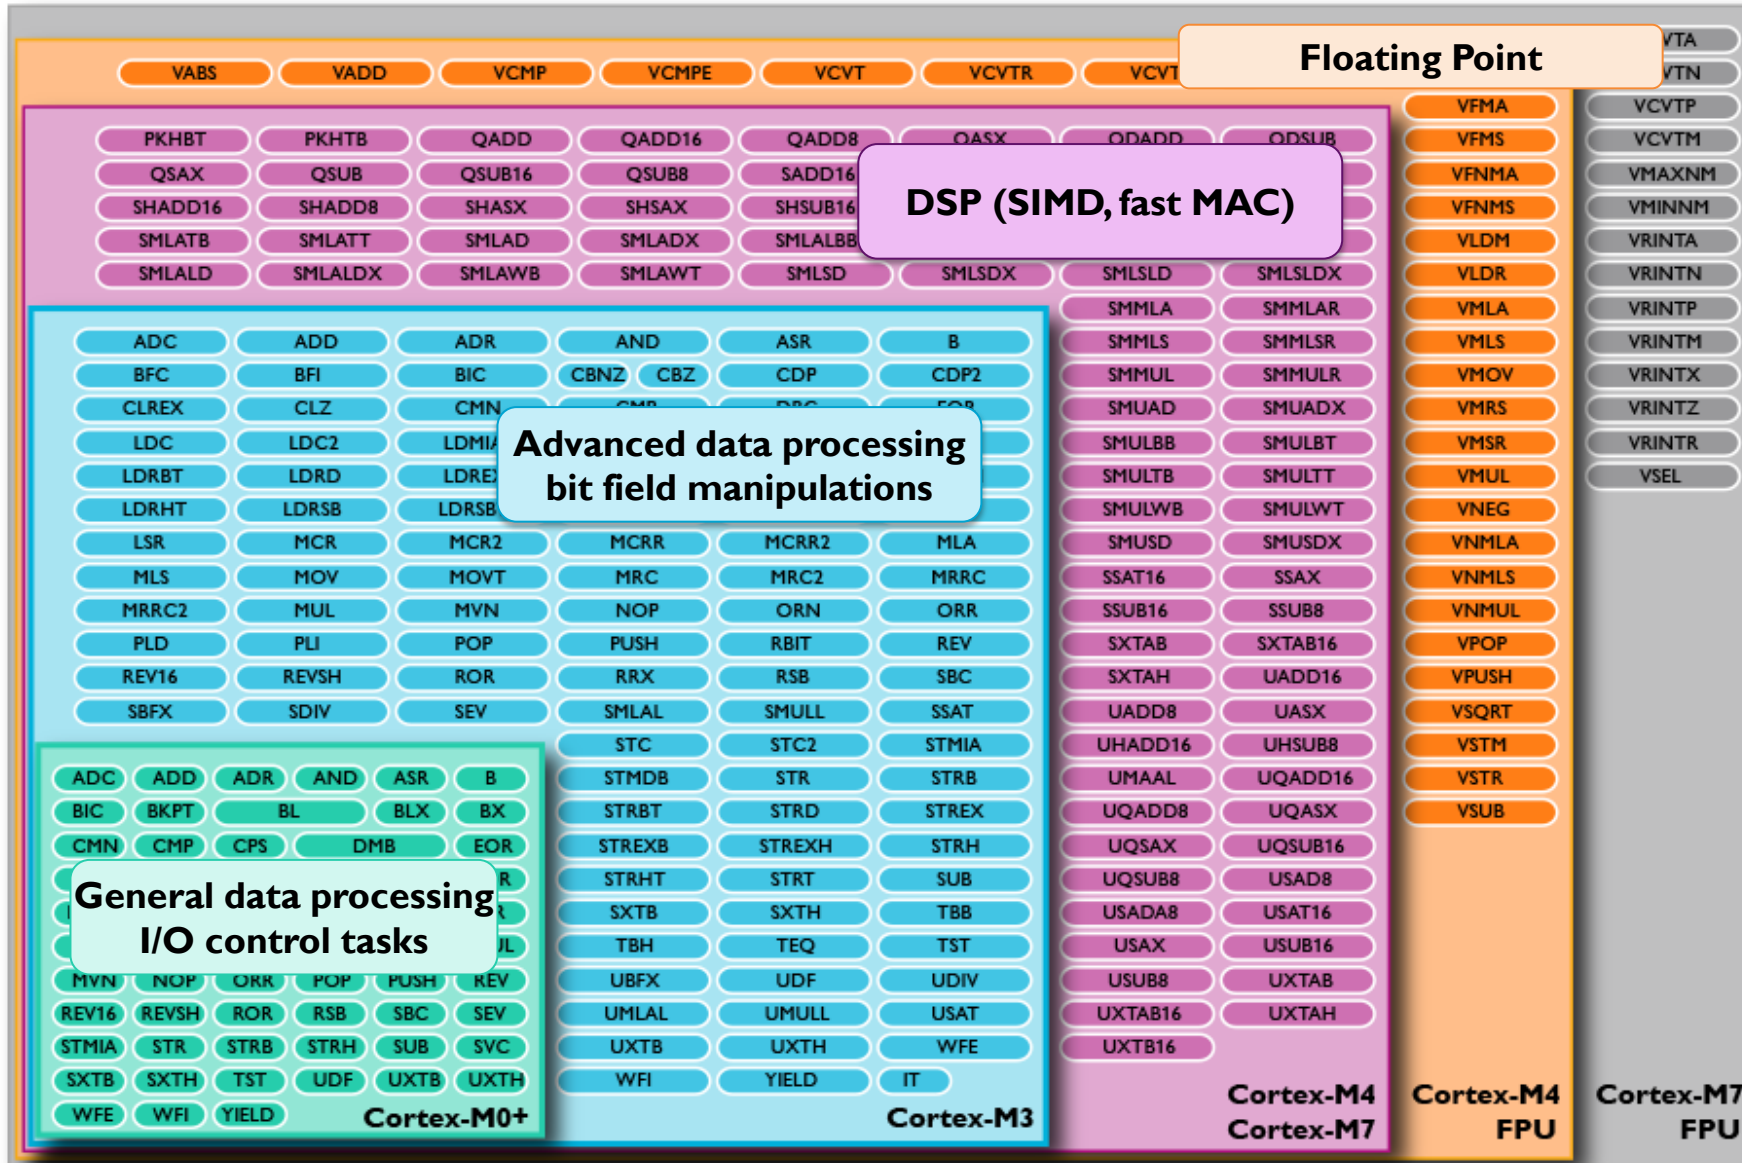 VTA
Floating Point
VABS VADD VCMP VCMPE VCVT VCVTR VCVT VTN
VFMA VCVTP
PKHBT PKHTB QADD QADD16 QADD8 QASX QDADD QDSUB VFMS VCVTM
QSAX QSUB QSUB16 QSUB8 SADD16 VFNMA VMAXNM
DSP (SIMD, fast MAC)
SHADD16 SHADD8 SHASX SHSAX SHSUB16 VFNMS VMINNM
SMLATB SMLATT SMLAD SMLADX SMLALBB VLDM VRINTA
SMLALD SMLALDX SMLAWB SMLAWT SMLSD SMLSDX SMLSLD SMLSLDX VLDR VRINTN
SMMLA SMMLAR VMLA VRINTP
ADC ADD ADR AND ASR B SMMLS SMMLSR VMLS VRINTM
BFC BFI BIC CBNZ CBZ CDP CDP2 SMMUL SMMULR VMOV VRINTX
CLREX CLZ CMN CMP DBG EOR SMUAD SMUADX VMRS VRINTZ
Advanced data processing
bit field manipulations
LDC LDC2 LDMIA SMULBB SMULBT VMSR VRINTR
LDRBT LDRD LDREX SMULTB SMULTT VMUL VSEL
LDRHT LDRSB LDRSB SMULWB SMULWT VNEG
LSR MCR MCR2 MCRR MCRR2 MLA SMUSD SMUSDX VNMLA
MLS MOV MOVT MRC MRC2 MRRC SSAT16 SSAX VNMLS
MRRC2 MUL MVN NOP ORN ORR SSUB16 SSUB8 VNMUL
PLD PLI POP PUSH RBIT REV SXTAB SXTAB16 VPOP
REV16 REVSH ROR RRX RSB SBC SXTAH UADD16 VPUSH
SBFX SDIV SEV SMLAL SMULL SSAT UADD8 UASX VSQRT
STC STC2 STMIA UHADD16 UHSUB8 VSTM
ADC ADD ADR AND ASR B STMDB STR STRB UMAAL UQADD16 VSTR
BIC BKPT BL BLX BX STRBT STRD STREX UQADD8 UQASX VSUB
CMN CMP CPS DMB EOR STREXB STREXH STRH UQSAX UQSUB16
R STRHT STRT SUB UQSUB8 USAD8
General data processing
I/O control tasks
R SXTB SXTH TBB USADA8 USAT16
UL TBH TEQ TST USAX USUB16
MVN NOP ORR POP PUSH REV UBFX UDF UDIV USUB8 UXTAB
REV16 REVSH ROR RSB SBC SEV UMLAL UMULL USAT UXTAB16 UXTAH
STMIA STR STRB STRH SUB SVC UXTB UXTH WFE UXTB16
SXTB SXTH TST UDF UXTB UXTH WFI YIELD IT
WFE WFI YIELD
Cortex-M0+
Cortex-M3
Cortex-M4
Cortex-M7
Cortex-M4
FPU
Cortex-M7
FPU